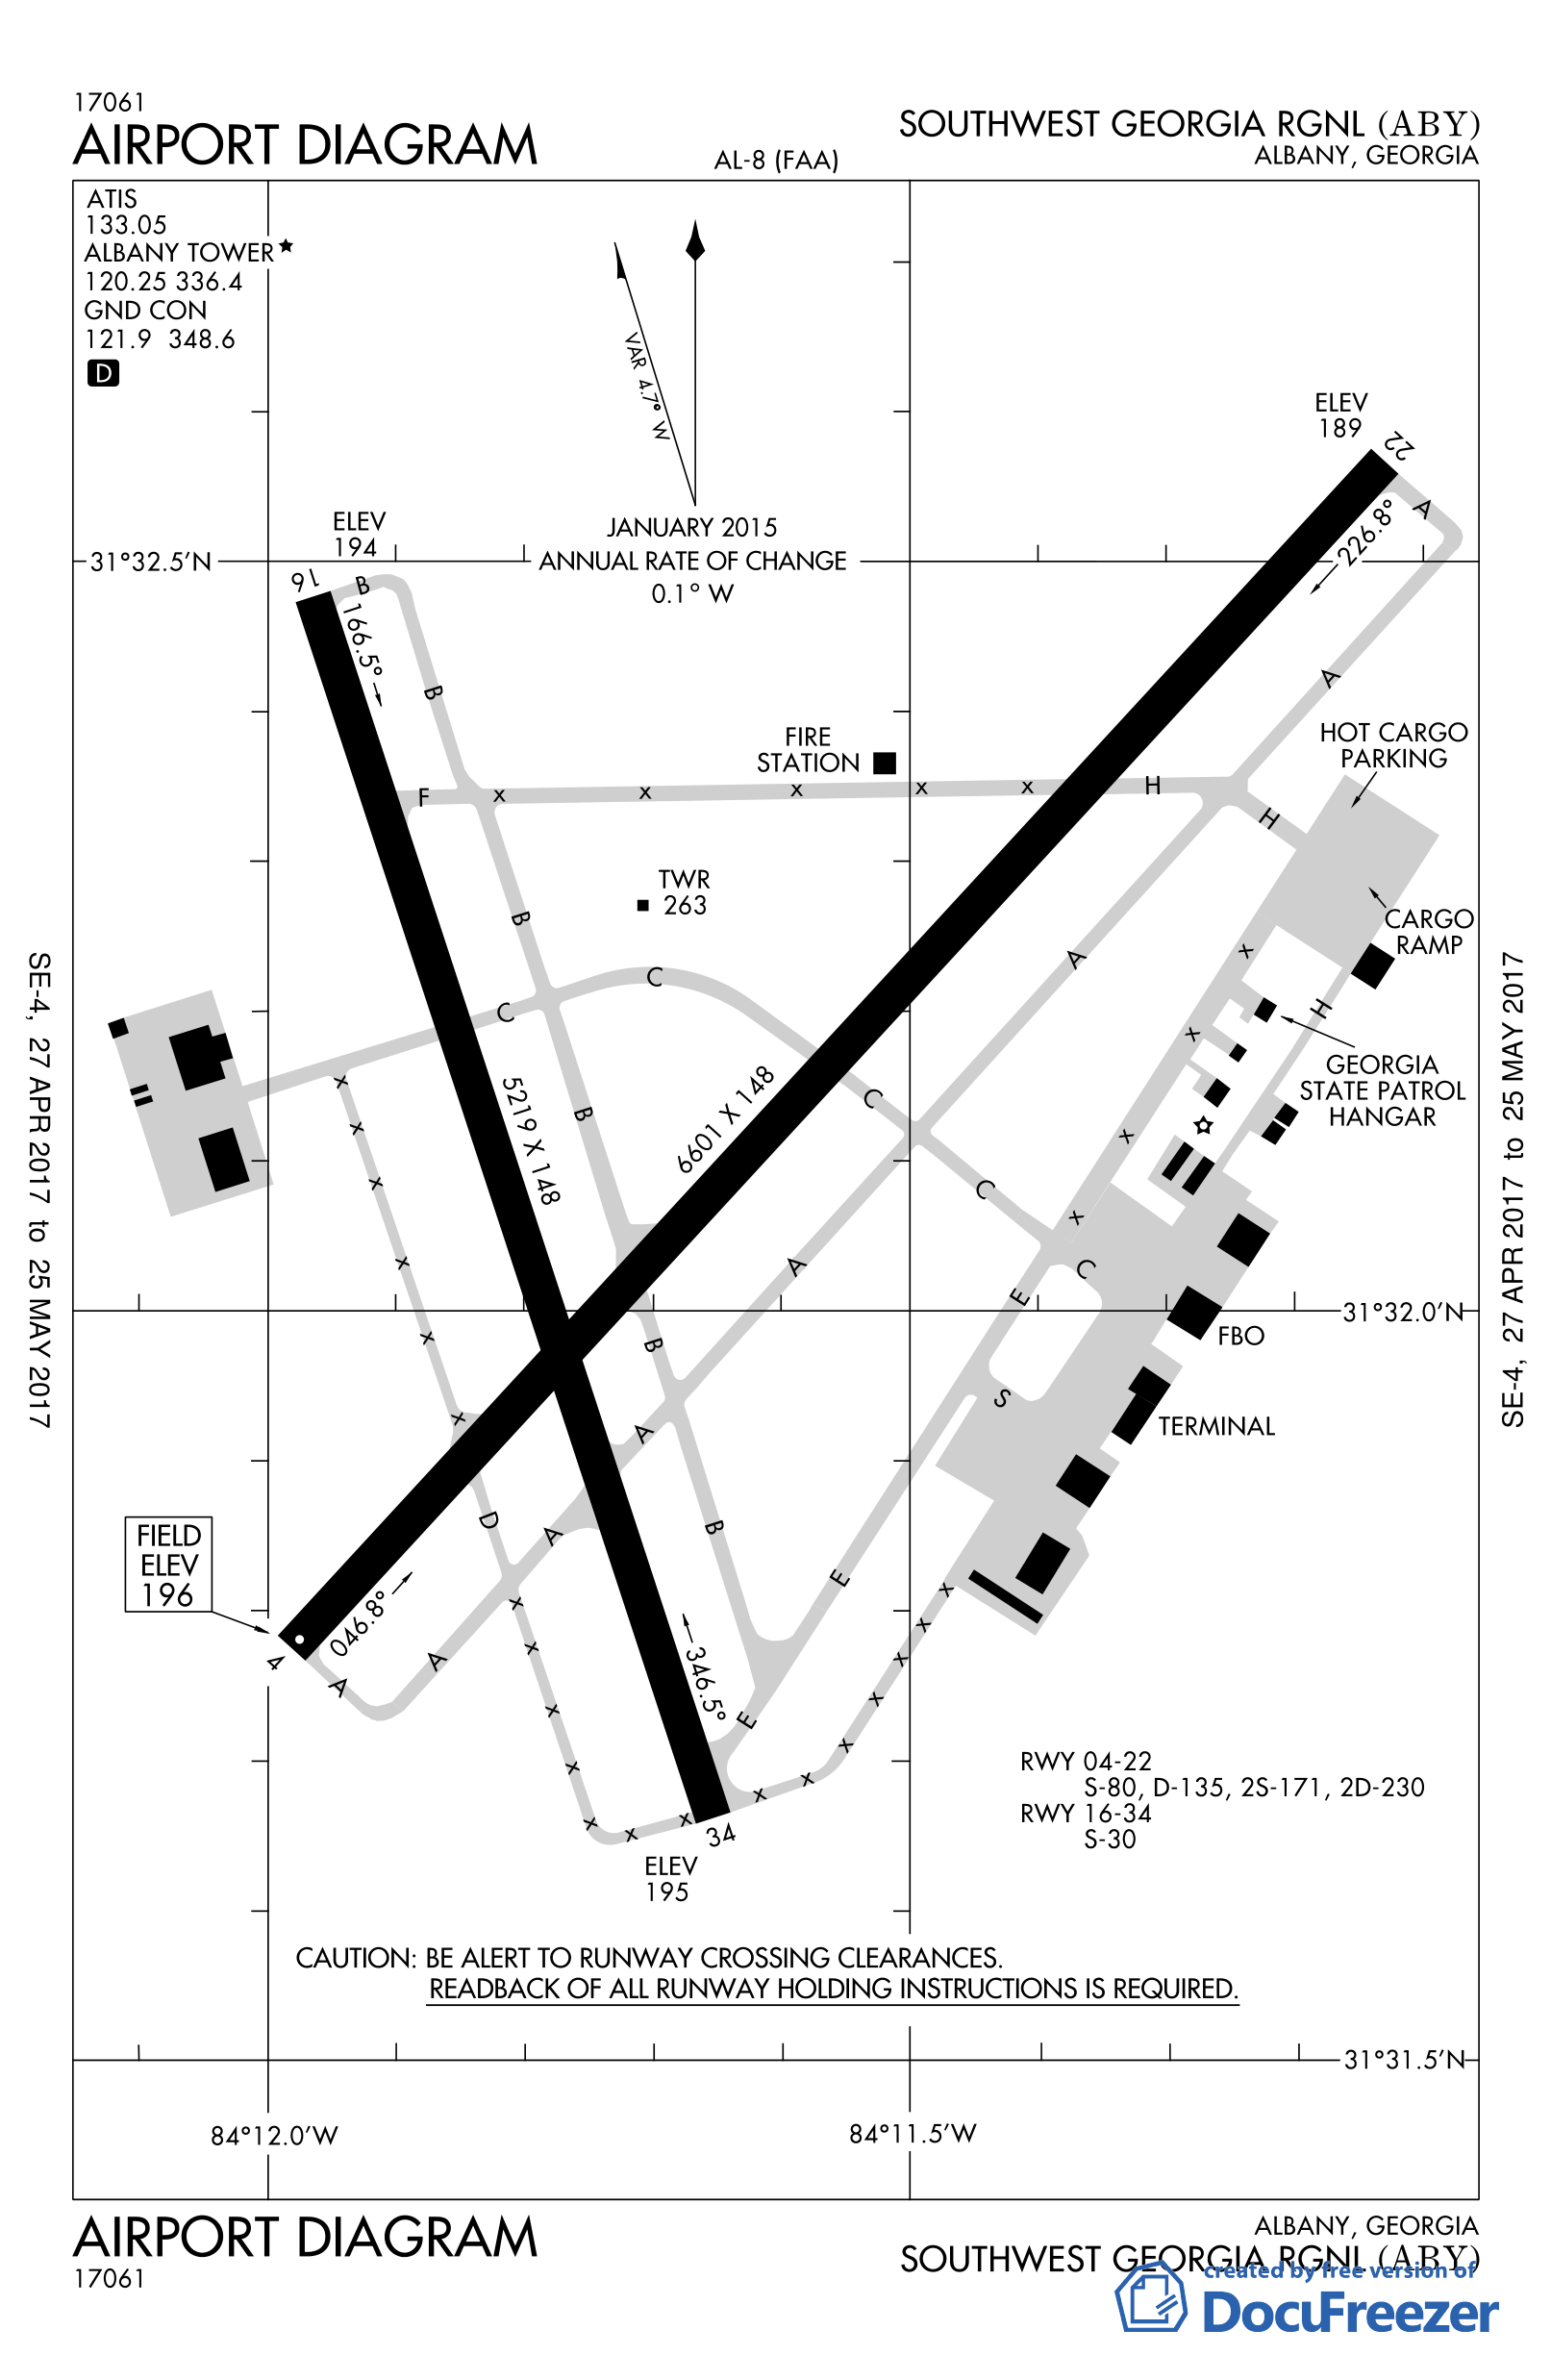 17061
AIRPORT DIAGRAM
AL-8 (FAA)
SOUTHWEST GEORGIA RGNL (ABY)
ALBANY, GEORGIA
ATIS
133.05
ALBANY TOWER★
120.25 336.4
GND CON
121.9 348.6
D
VAR 4.7° W
JANUARY 2015
ANNUAL RATE OF CHANGE
0.1° W
ELEV
189
22
A
226.8°
ELEV
194
31°32.5'N
16
B
166.5°
B
A
HOT CARGO
PARKING
FIRE
STATION
F
x
x
x
x
x
H
H
TWR
263
B
CARGO
RAMP
A
x
C
C
H
x
GEORGIA
STATE PATROL
HANGAR
x
x
x
x
x
5219 X 148
B
6601 X 148
C
C
x
E
C
A
31°32.0'N
x
B
FBO
S
TERMINAL
x
A
FIELD
ELEV
196
D
A
B
E
x
x
x
x
x
x
x
x
x
046.8°
4
A
A
346.5°
E
x
x
x
x
x
x
34
ELEV
195
RWY 04-22
S-80, D-135, 2S-171, 2D-230
RWY 16-34
S-30
CAUTION: BE ALERT TO RUNWAY CROSSING CLEARANCES.
READBACK OF ALL RUNWAY HOLDING INSTRUCTIONS IS REQUIRED.
31°31.5'N
84°12.0'W
84°11.5'W
SE-4, 27 APR 2017 to 25 MAY 2017
SE-4, 27 APR 2017 to 25 MAY 2017
AIRPORT DIAGRAM
17061
ALBANY, GEORGIA
SOUTHWEST GEORGIA RGNL (ABY)
created by free version of
DocuFreezer